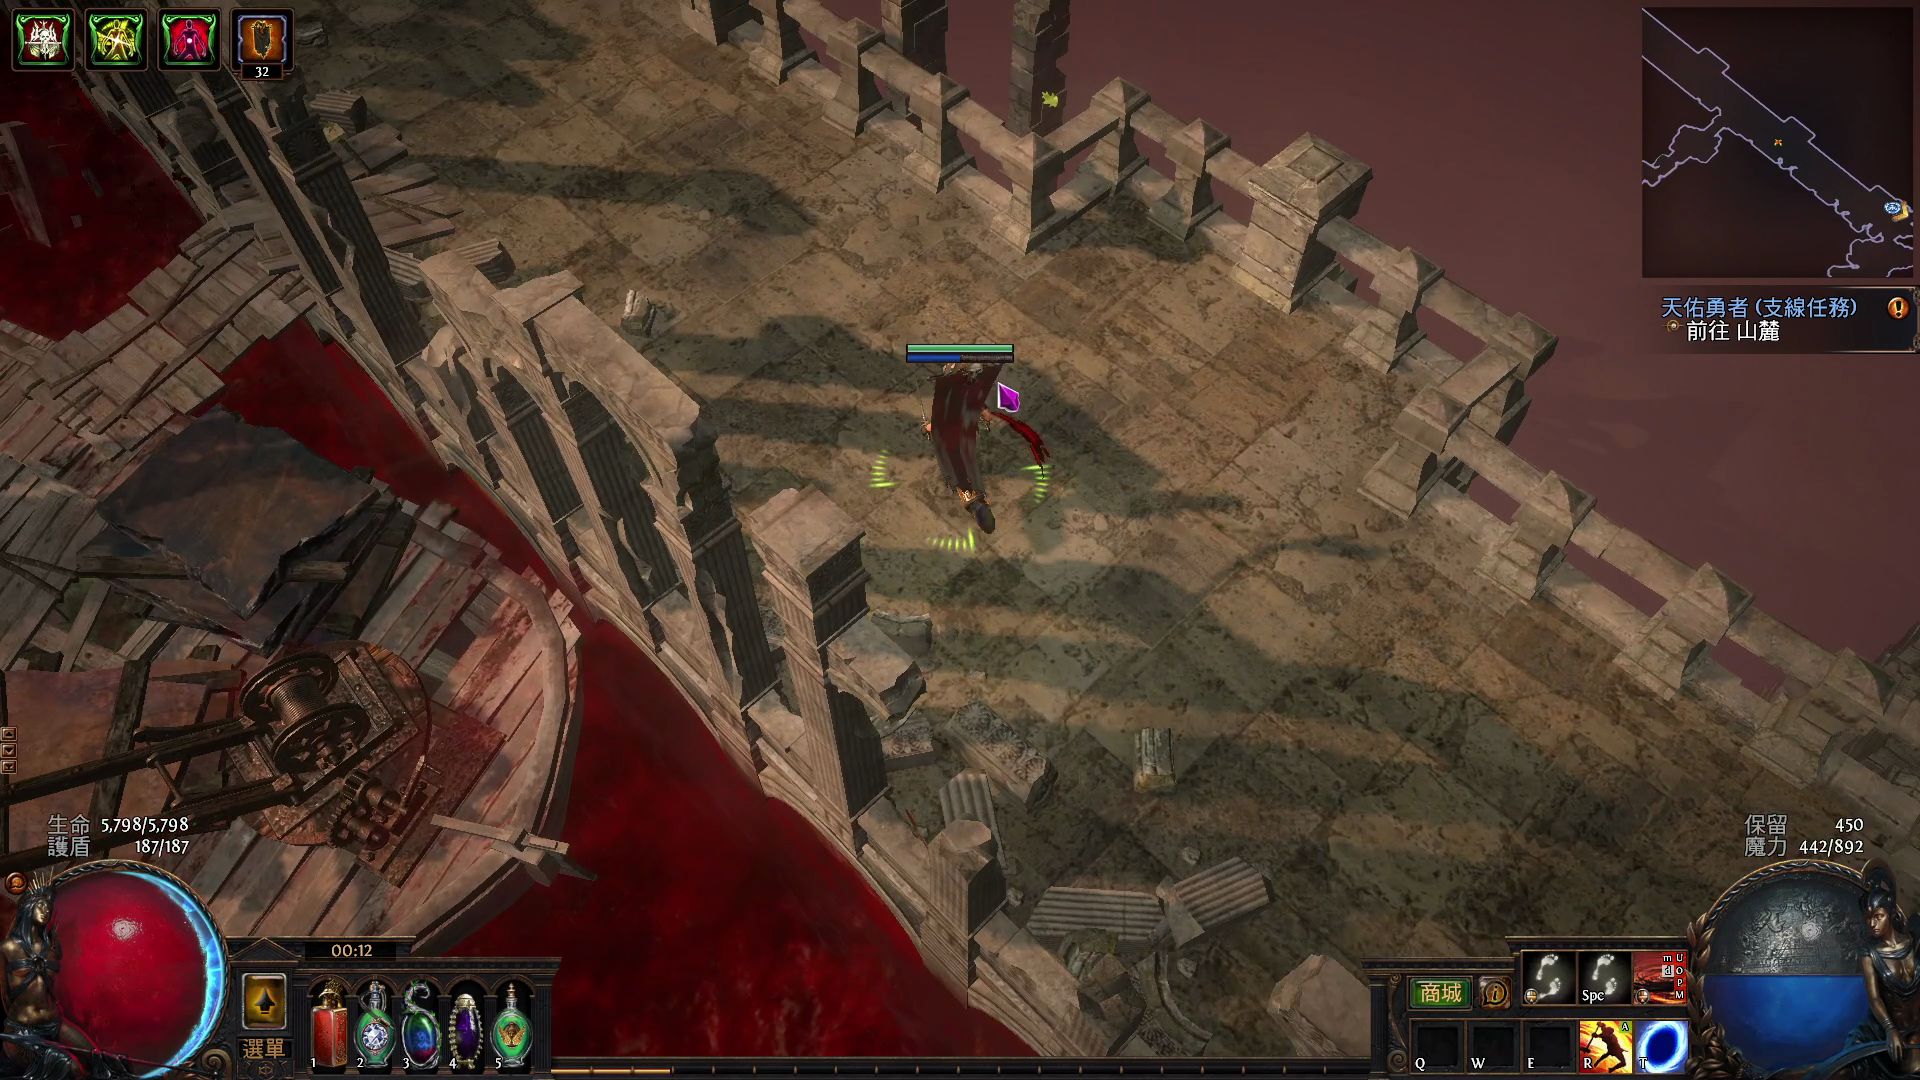 32
天佑勇者 (支線任務)
前往 山麓
生命 5,798/5,798
護盾 187/187
保留 450
魔力 442/892
00:12
選單
1 2 3 4 5
商城
Spc
Q W E R T
A
m U
d O
P
M